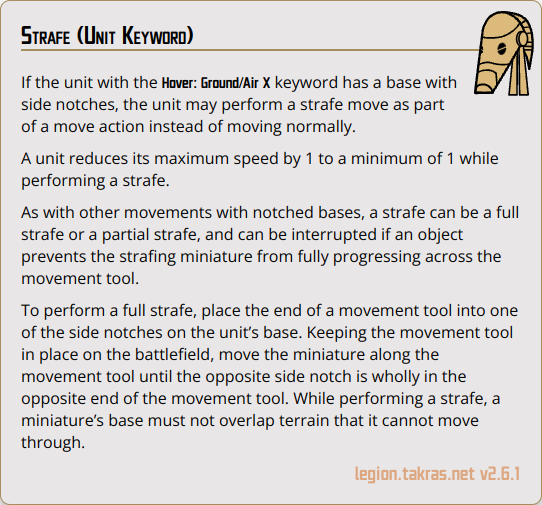 Strafe (Unit Keyword)
If the unit with the Hover: Ground/Air X keyword has a base with
side notches, the unit may perform a strafe move as part
of a move action instead of moving normally.
A unit reduces its maximum speed by 1 to a minimum of 1 while
performing a strafe.
As with other movements with notched bases, a strafe can be a full
strafe or a partial strafe, and can be interrupted if an object
prevents the strafing miniature from fully progressing across the
movement tool.
To perform a full strafe, place the end of a movement tool into one
of the side notches on the unit’s base. Keeping the movement tool
in place on the battlefield, move the miniature along the
movement tool until the opposite side notch is wholly in the
opposite end of the movement tool. While performing a strafe, a
miniature’s base must not overlap terrain that it cannot move
through.
legion.takras.net v2.6.1